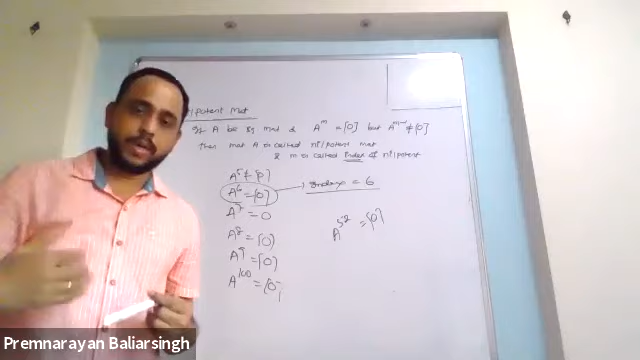 ilpotent Mat
If A be sq mat & A^m = [0] but A^m-1 ≠ [0]
Then mat A is called nilpotent mat
& m is called Index of nilpotent
A^5 ≠ [0]
A^6 = [0] → Index = 6
A^7 = 0
A^52 = [0]
A^8 = [0]
A^9 = [0]
A^100 = [0]
Premnarayan Baliarsingh